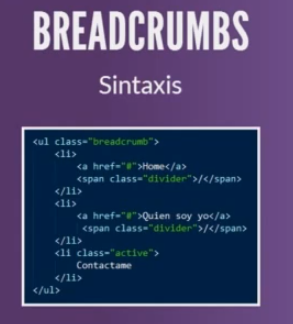 BREADCRUMBS
Sintaxis
<ul class="breadcrumb">
<li>
<a href="#">Home</a>
<span class="divider">/</span>
</li>
<li>
<a href="#">Quien soy yo</a>
<span class="divider">/</span>
</li>
<li class="active">
Contactame
</li>
</ul>